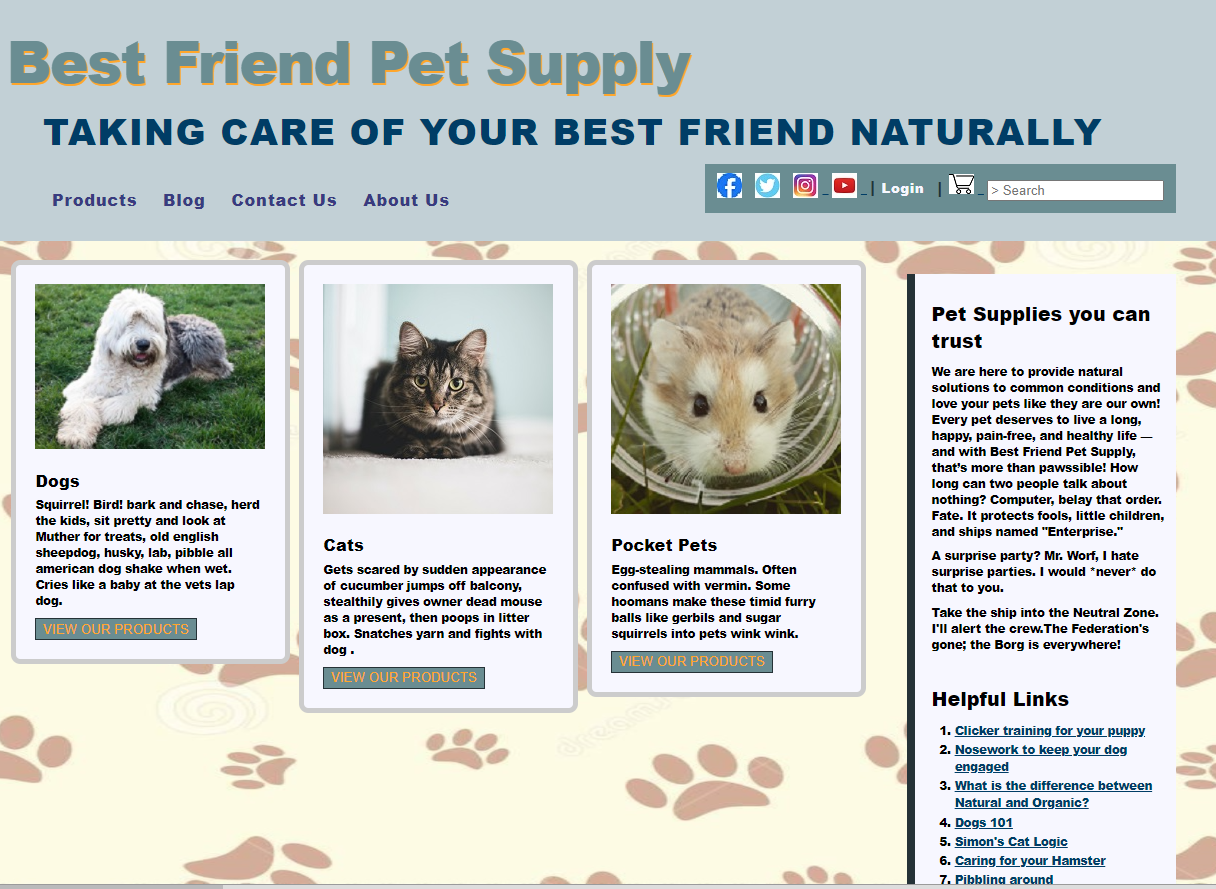 Best Friend Pet Supply
TAKING CARE OF YOUR BEST FRIEND NATURALLY
Products Blog Contact Us About Us
| Login | > Search
Dogs
Squirrel! Bird! bark and chase, herd
the kids, sit pretty and look at
Muther for treats, old english
sheepdog, husky, lab, pibble all
american dog shake when wet.
Cries like a baby at the vets lap
dog.
VIEW OUR PRODUCTS
Cats
Gets scared by sudden appearance
of cucumber jumps off balcony,
stealthily gives owner dead mouse
as a present, then poops in litter
box. Snatches yarn and fights with
dog .
VIEW OUR PRODUCTS
Pocket Pets
Egg-stealing mammals. Often
confused with vermin. Some
hoomans make these timid furry
balls like gerbils and sugar
squirrels into pets wink wink.
VIEW OUR PRODUCTS
Pet Supplies you can
trust
We are here to provide natural
solutions to common conditions and
love your pets like they are our own!
Every pet deserves to live a long,
happy, pain-free, and healthy life —
and with Best Friend Pet Supply,
that’s more than pawssible! How
long can two people talk about
nothing? Computer, belay that order.
Fate. It protects fools, little children,
and ships named "Enterprise."
A surprise party? Mr. Worf, I hate
surprise parties. I would *never* do
that to you.
Take the ship into the Neutral Zone.
I'll alert the crew.The Federation's
gone; the Borg is everywhere!
Helpful Links
1. Clicker training for your puppy
2. Nosework to keep your dog
engaged
3. What is the difference between
Natural and Organic?
4. Dogs 101
5. Simon's Cat Logic
6. Caring for your Hamster
7. Pibbling around